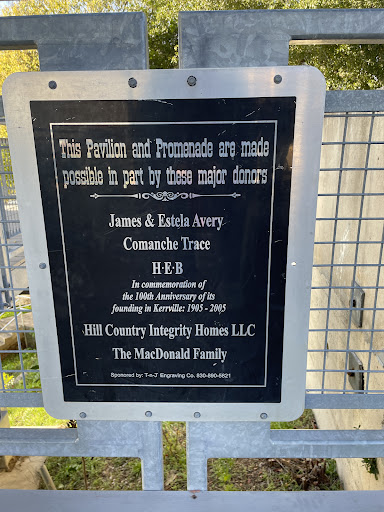 This Pavilion and Promenade are made
possible in part by these major donors
James & Estela Avery
Comanche Trace
H·E·B
In commemoration of
the 100th Anniversary of its
founding in Kerrville: 1905 - 2005
Hill Country Integrity Homes LLC
The MacDonald Family
Sponsored by: T-n-J Engraving Co. 830-890-5821